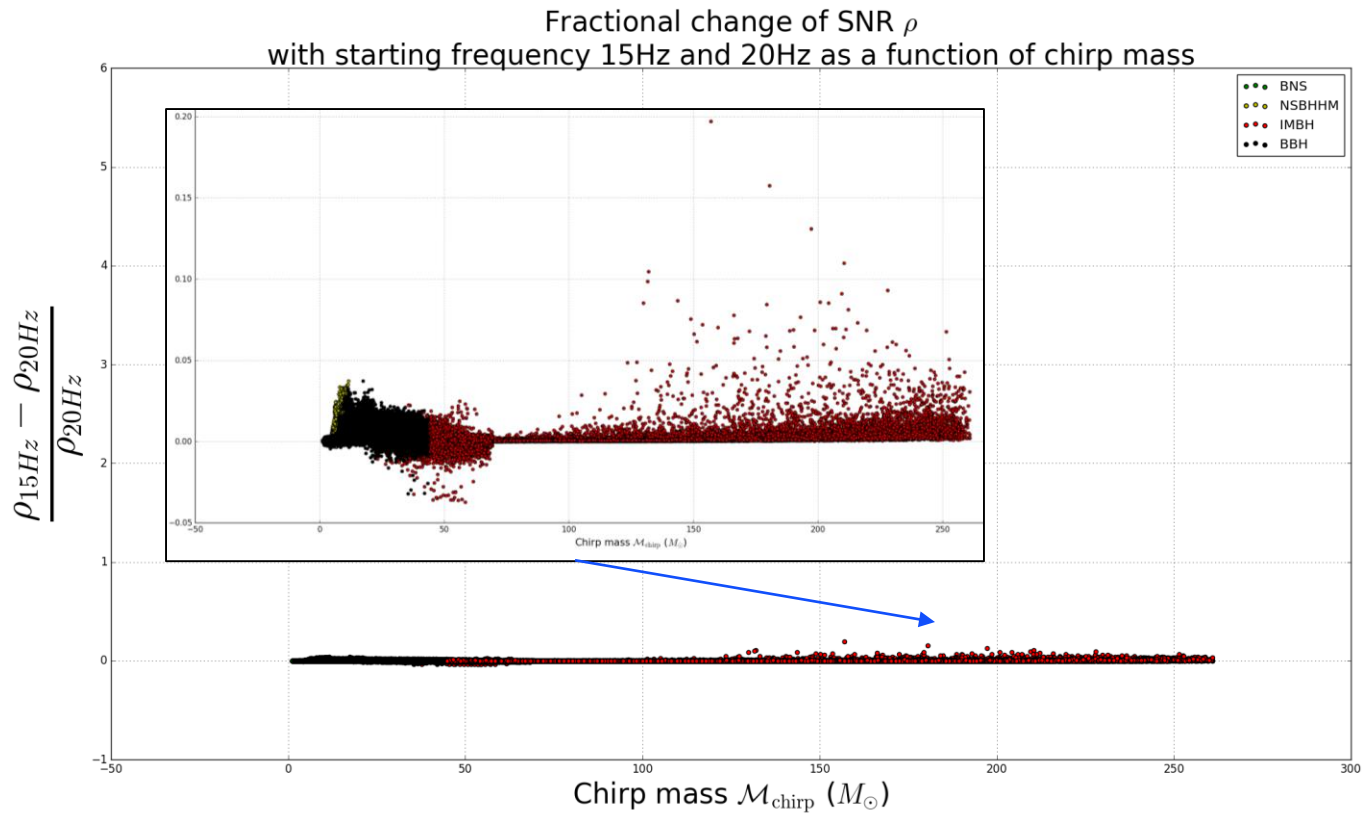 Fractional change of SNR ρ
with starting frequency 15Hz and 20Hz as a function of chirp mass
6
5
4
3
2
1
0
−1
ρ15Hz − ρ20Hz
ρ20Hz
BNS
NSBHHM
IMBH
BBH
0.20
0.15
0.10
0.05
0.00
−0.05
−50 0 50 100 150 200 250
Chirp mass ℳchirp (M⊙)
−50 0 50 100 150 200 250 300
Chirp mass ℳchirp (M⊙)